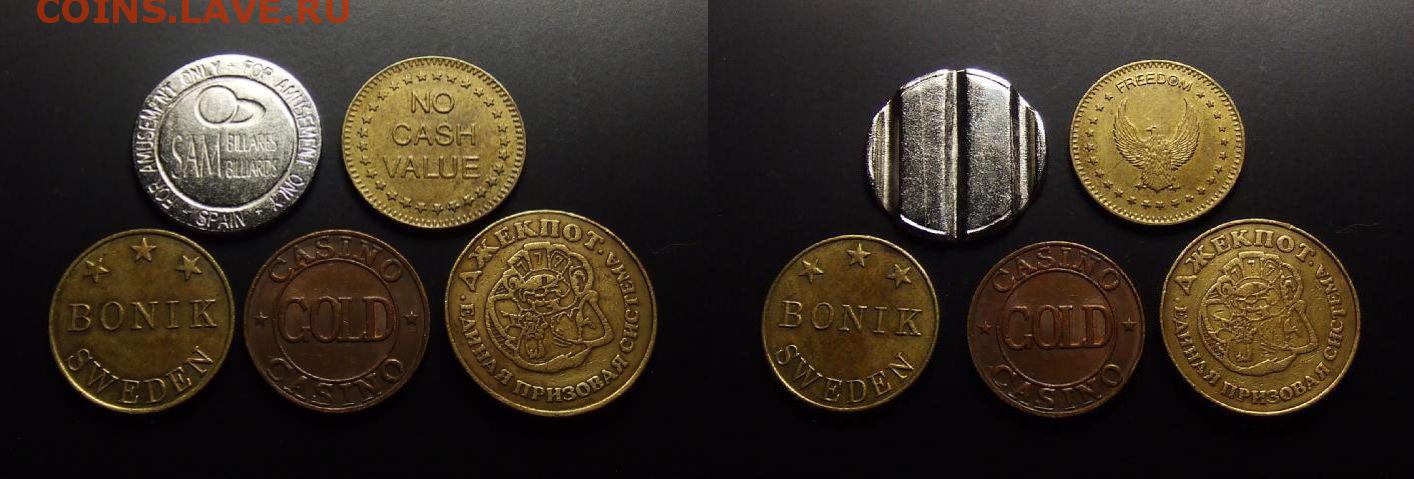 COINS.LAVE.RU
FOR AMUSEMENT ONLY - FOR AMUSEMENT ONLY
SAM BILLARES
BILLIARDS
SPAIN
NO
CASH
VALUE
BONIK
SWEDEN
CASINO
GOLD
CASINO
ДЖЕКПОТ.
ЕДИНАЯ ПРИЗОВАЯ СИСТЕМА.
FREEDOM
BONIK
SWEDEN
CASINO
GOLD
CASINO
ДЖЕКПОТ.
ЕДИНАЯ ПРИЗОВАЯ СИСТЕМА.